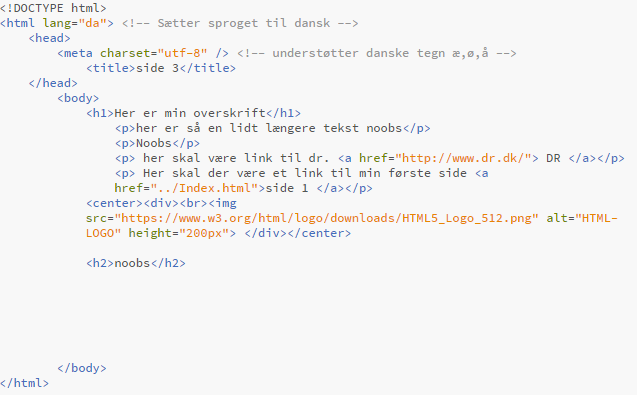 <!DOCTYPE html>
<html lang="da"> <!-- Sætter sproget til dansk -->
    <head>
        <meta charset="utf-8" /> <!-- understøtter danske tegn æ,ø,å -->
            <title>side 3</title>
    </head>
        <body>
            <h1>Her er min overskrift</h1>
                <p>her er så en lidt længere tekst noobs</p>
                <p>Noobs</p>
                <p> her skal være link til dr. <a href="http://www.dr.dk/"> DR </a></p>
                <p> Her skal der være et link til min første side <a
                href="../Index.html">side 1 </a></p>
            <center><div><br><img
            src="https://www.w3.org/html/logo/downloads/HTML5_Logo_512.png" alt="HTML-
            LOGO" height="200px"> </div></center>
            <h2>noobs</h2>
        </body>
</html>